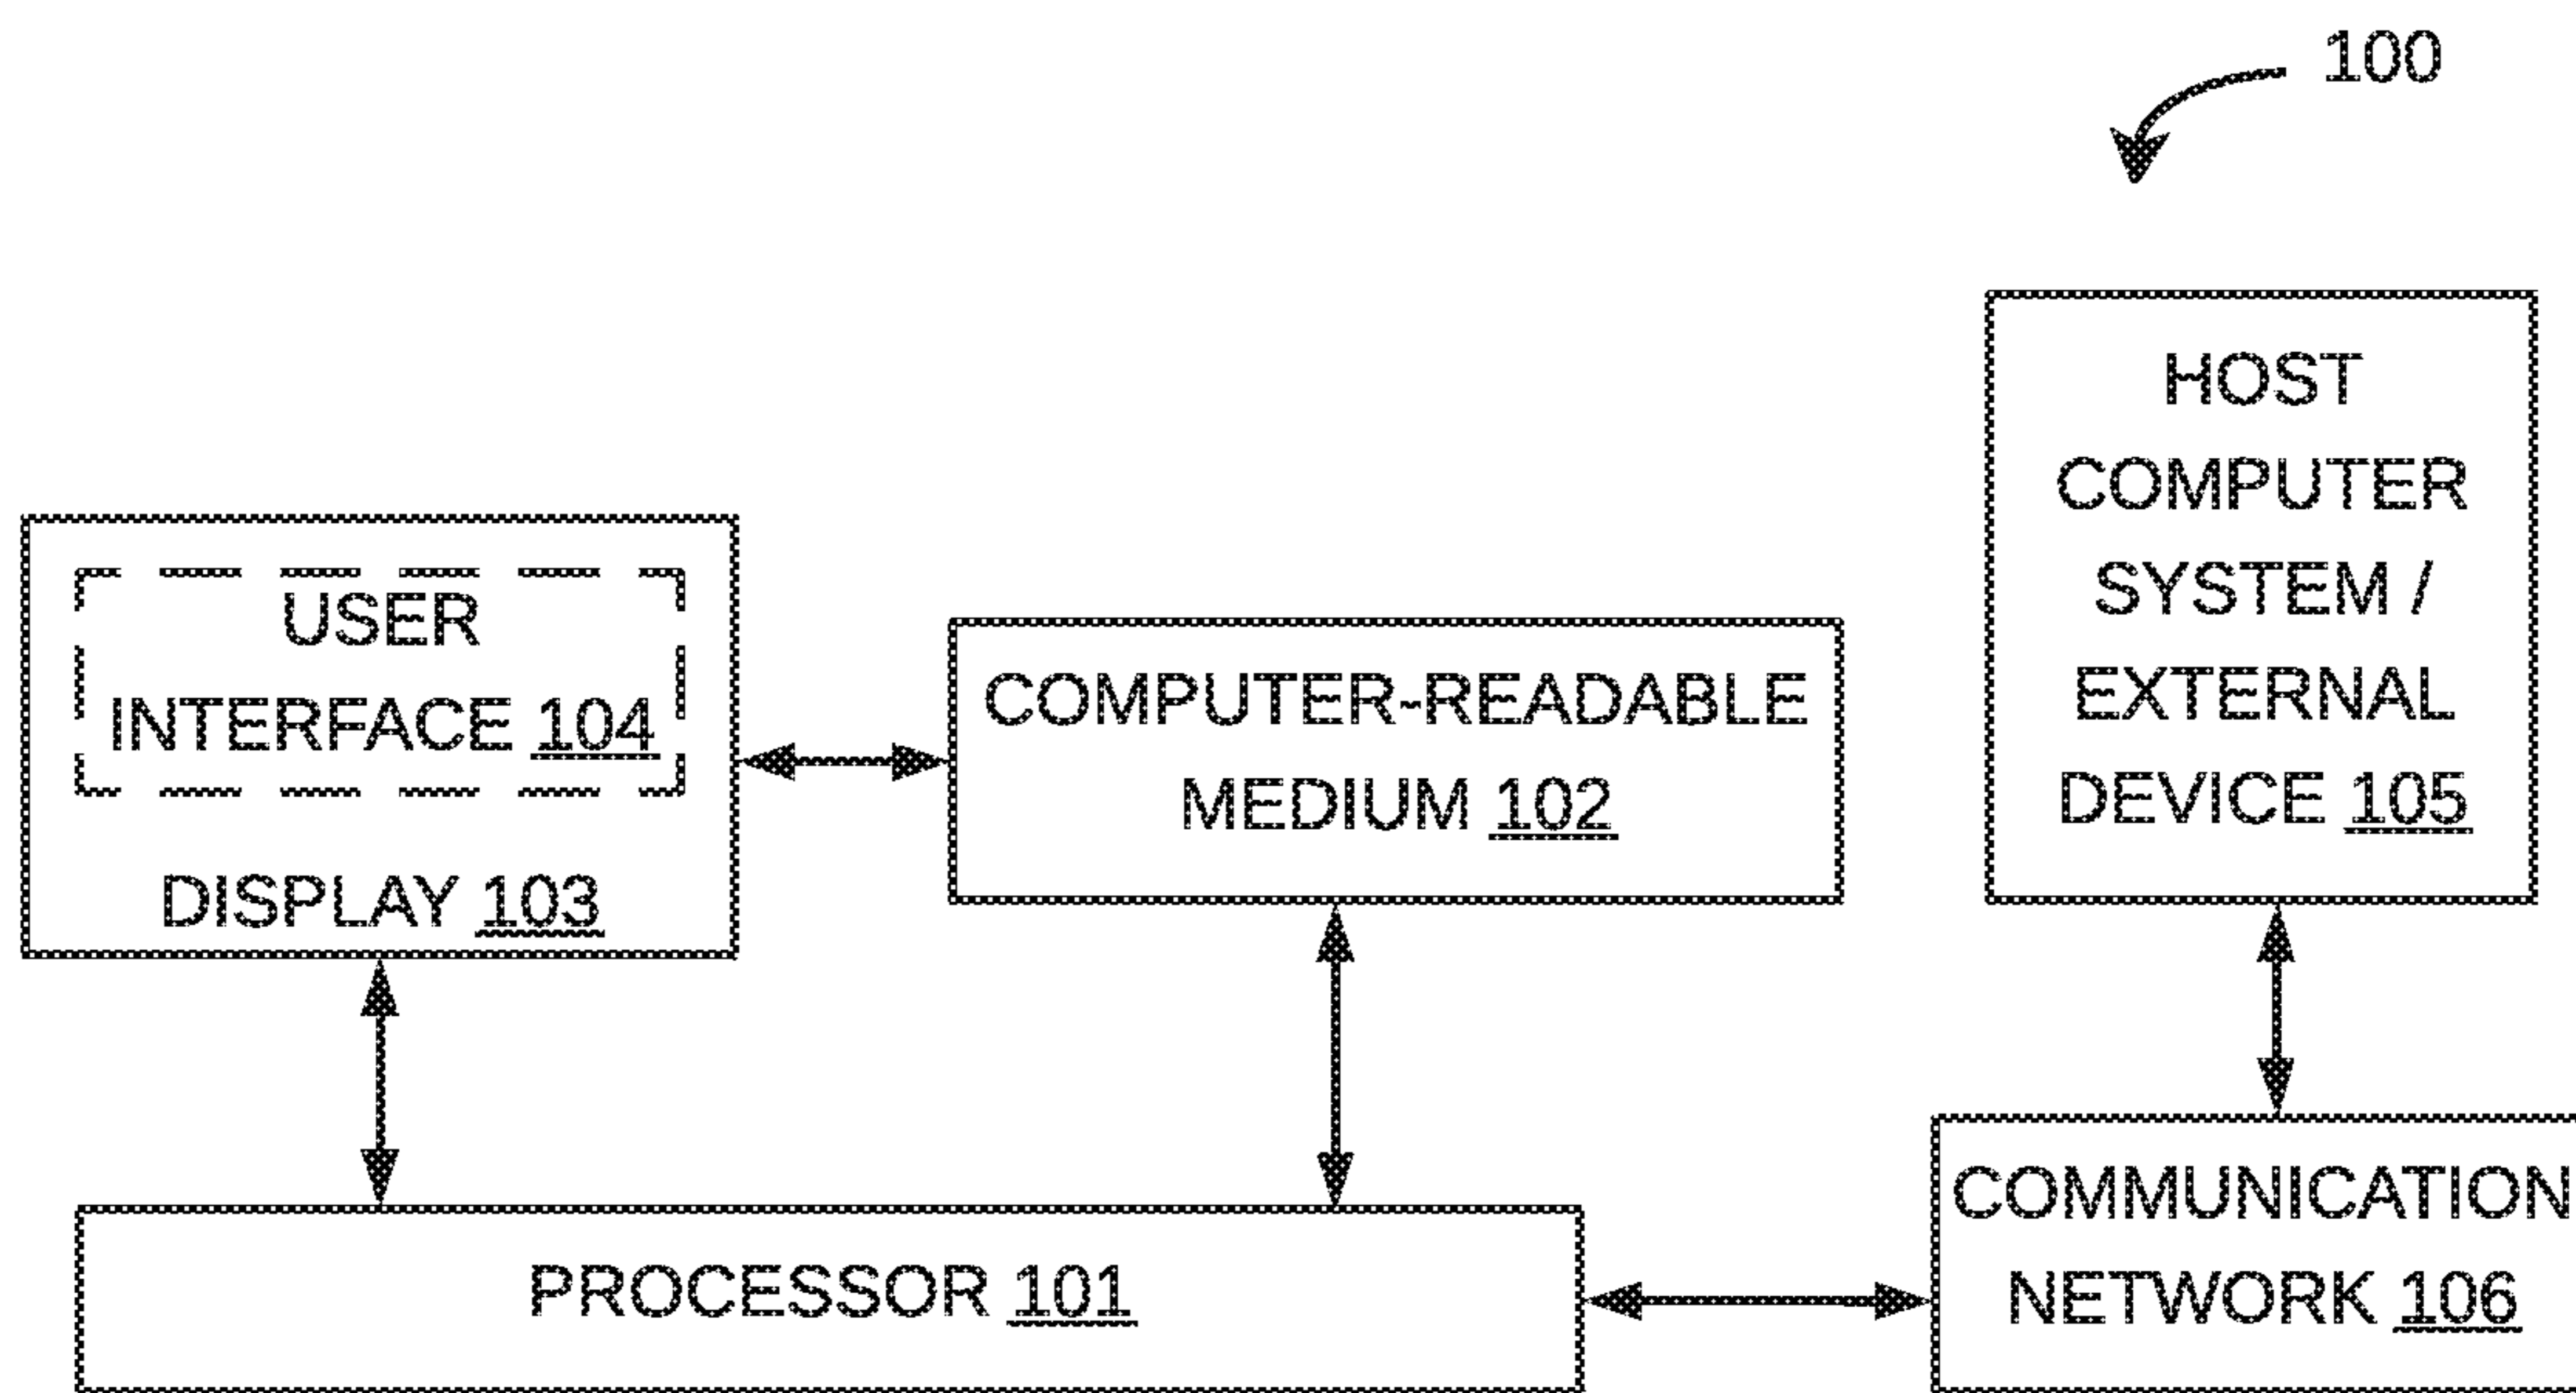 100
HOST
COMPUTER
SYSTEM /
EXTERNAL
DEVICE 105
USER
INTERFACE 104
DISPLAY 103
COMPUTER-READABLE
MEDIUM 102
PROCESSOR 101
COMMUNICATION
NETWORK 106